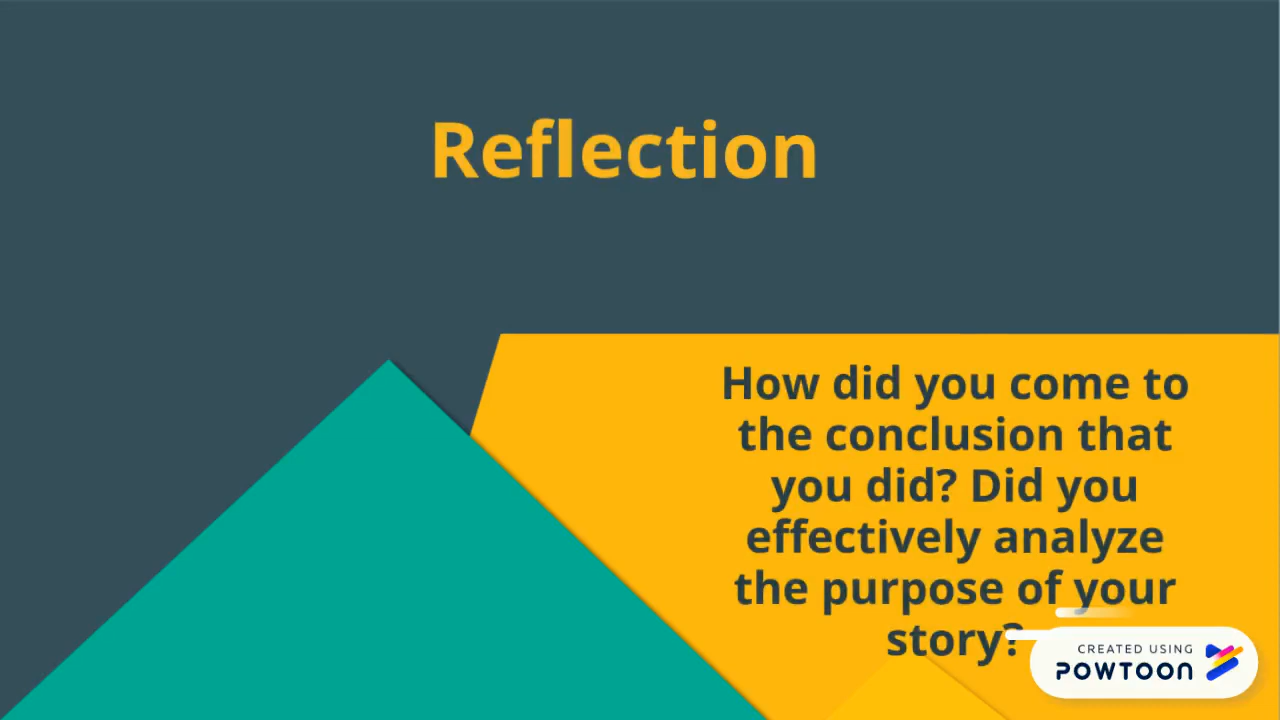 Reflection
How did you come to
the conclusion that
you did? Did you
effectively analyze
the purpose of your
story?
CREATED USING
POWTOON